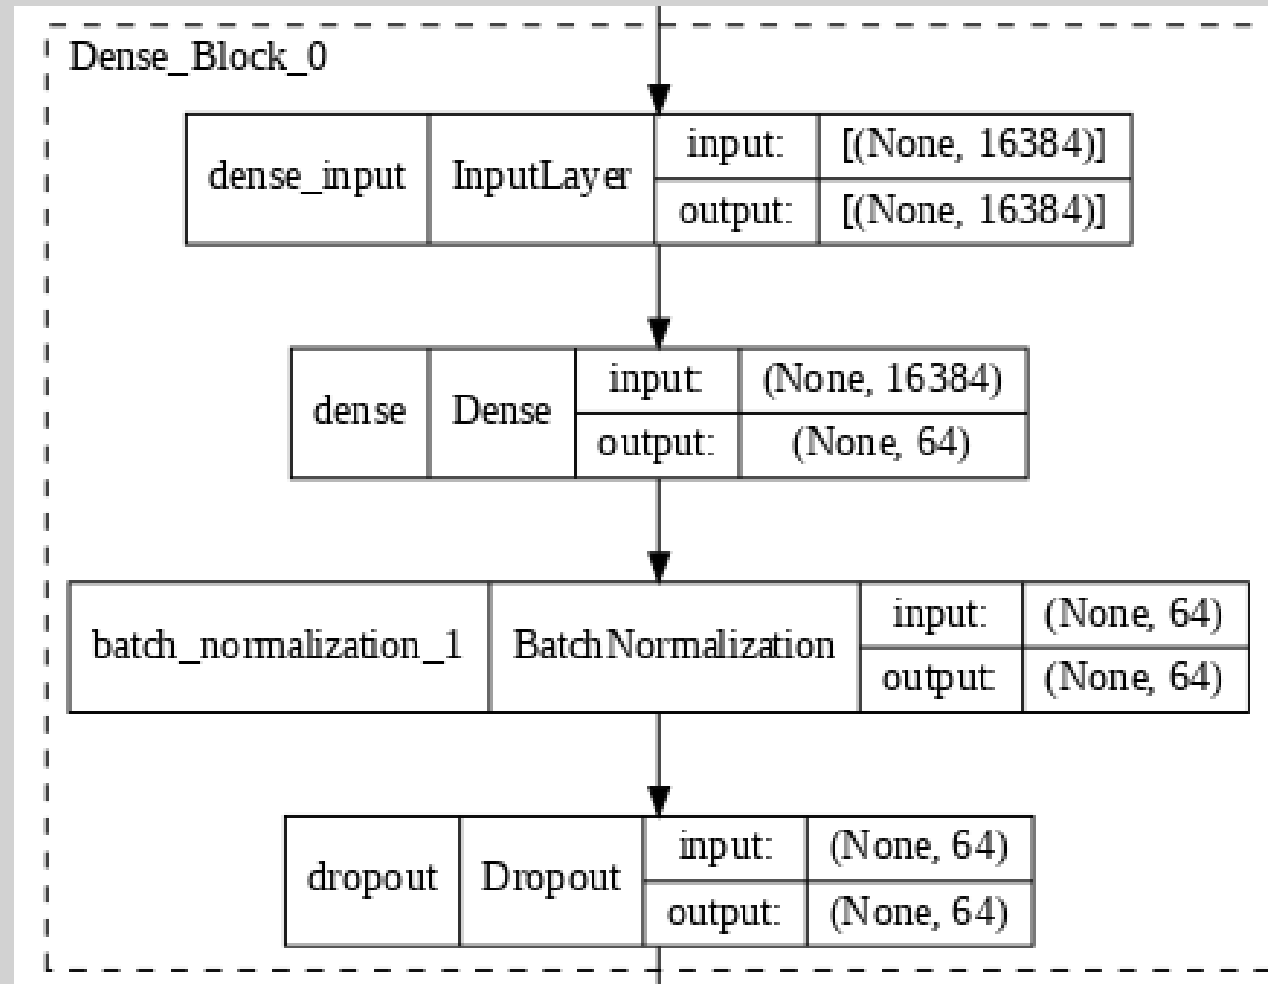 Dense_Block_0
dense_input InputLayer input: [(None, 16384)]
output: [(None, 16384)]
dense Dense input: (None, 16384)
output: (None, 64)
batch_normalization_1 BatchNormalization input: (None, 64)
output: (None, 64)
dropout Dropout input: (None, 64)
output: (None, 64)